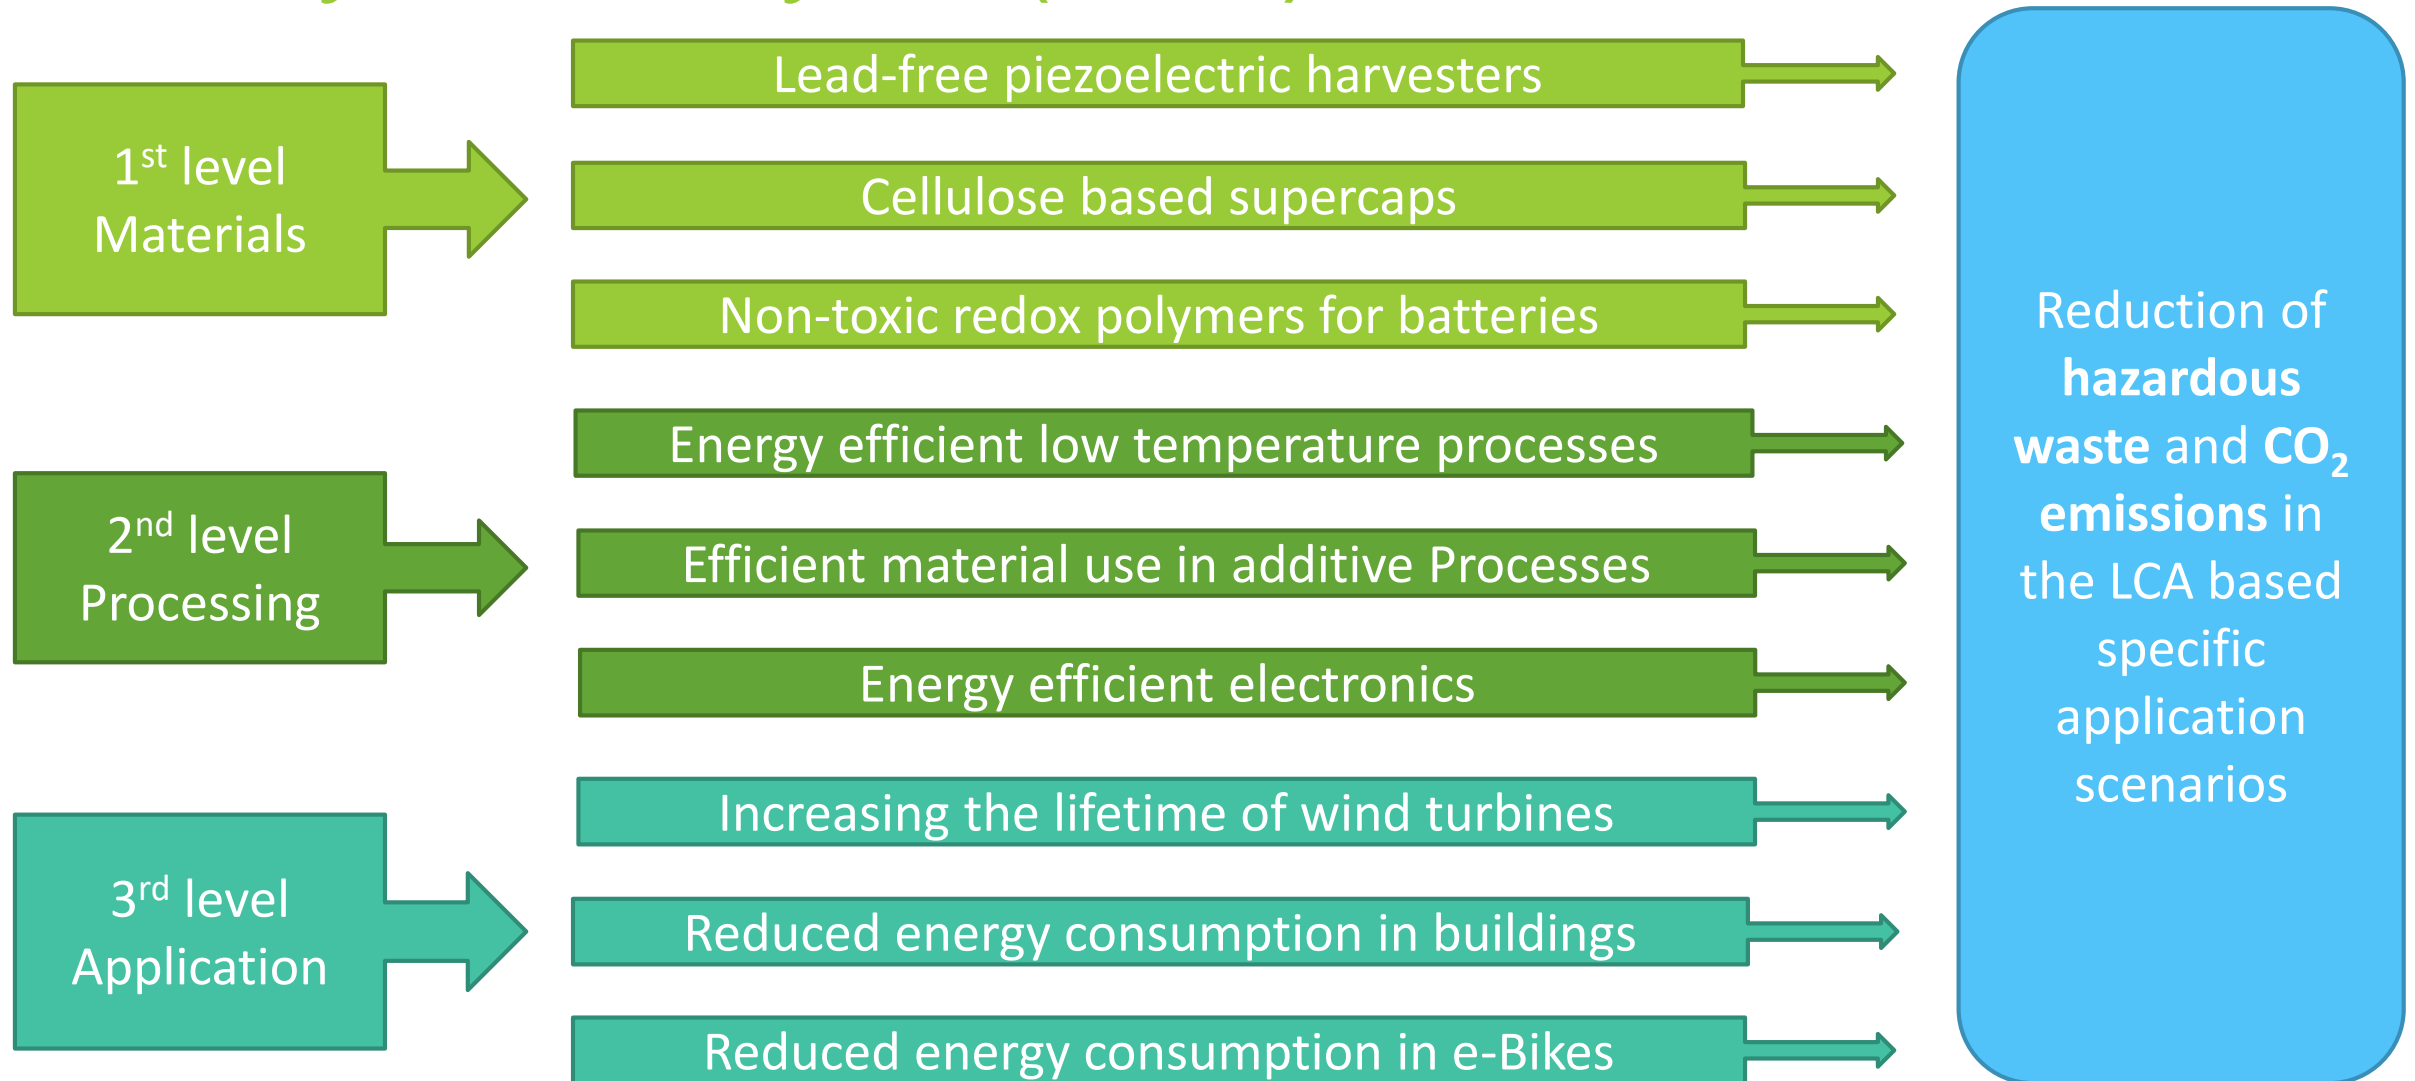 1st level
Materials
Lead-free piezoelectric harvesters
Cellulose based supercaps
Non-toxic redox polymers for batteries
2nd level
Processing
Energy efficient low temperature processes
Efficient material use in additive Processes
Energy efficient electronics
3rd level
Application
Increasing the lifetime of wind turbines
Reduced energy consumption in buildings
Reduced energy consumption in e-Bikes
Reduction of
hazardous
waste and CO2
emissions in
the LCA based
specific
application
scenarios